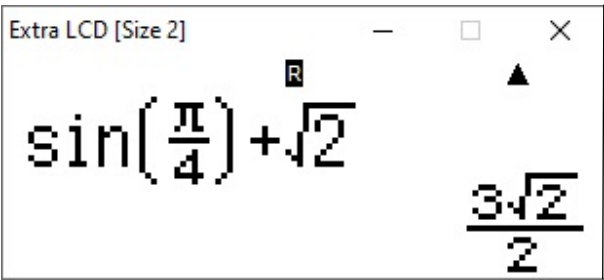 Extra LCD [Size 2]
R
sin(π/4)+√2
3√2/2